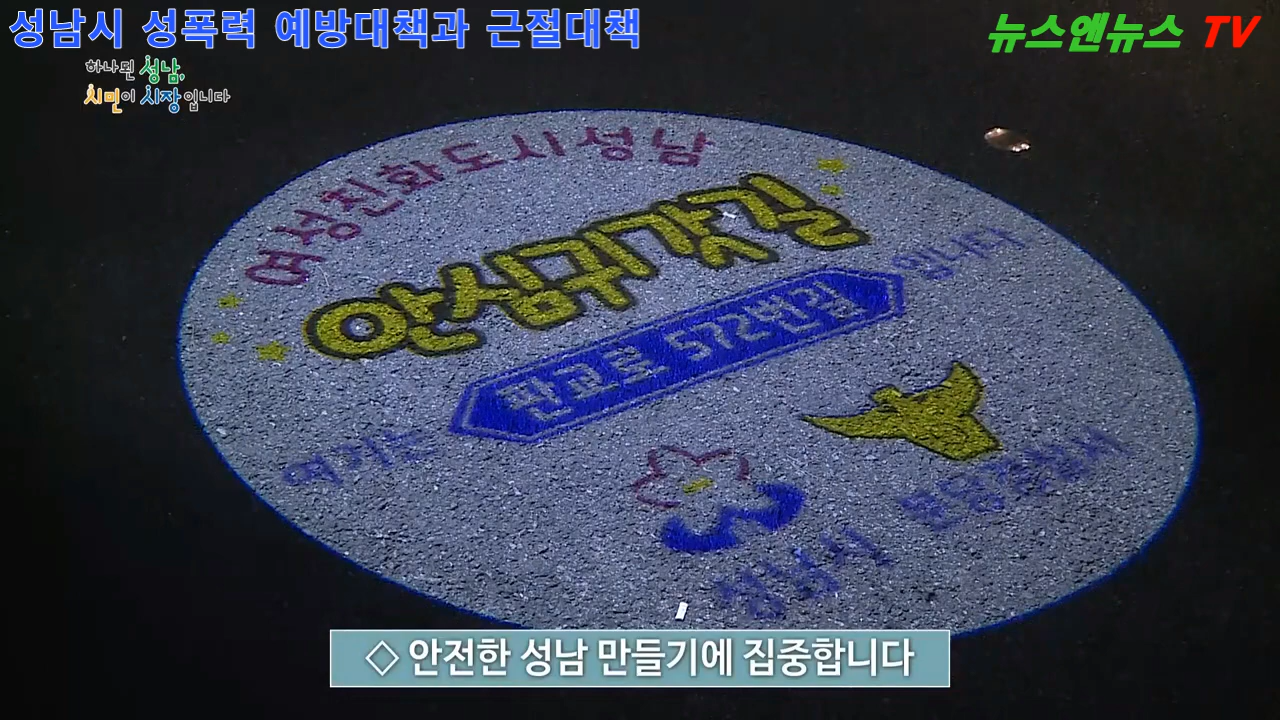 성남시 성폭력 예방대책과 근절대책
뉴스엔뉴스 TV
하나된 성남,
시민이 시장입니다
여성친화도시성남
안심귀갓길
여기는 판교로 572번길 입니다
성남시 분당경찰서
◇ 안전한 성남 만들기에 집중합니다